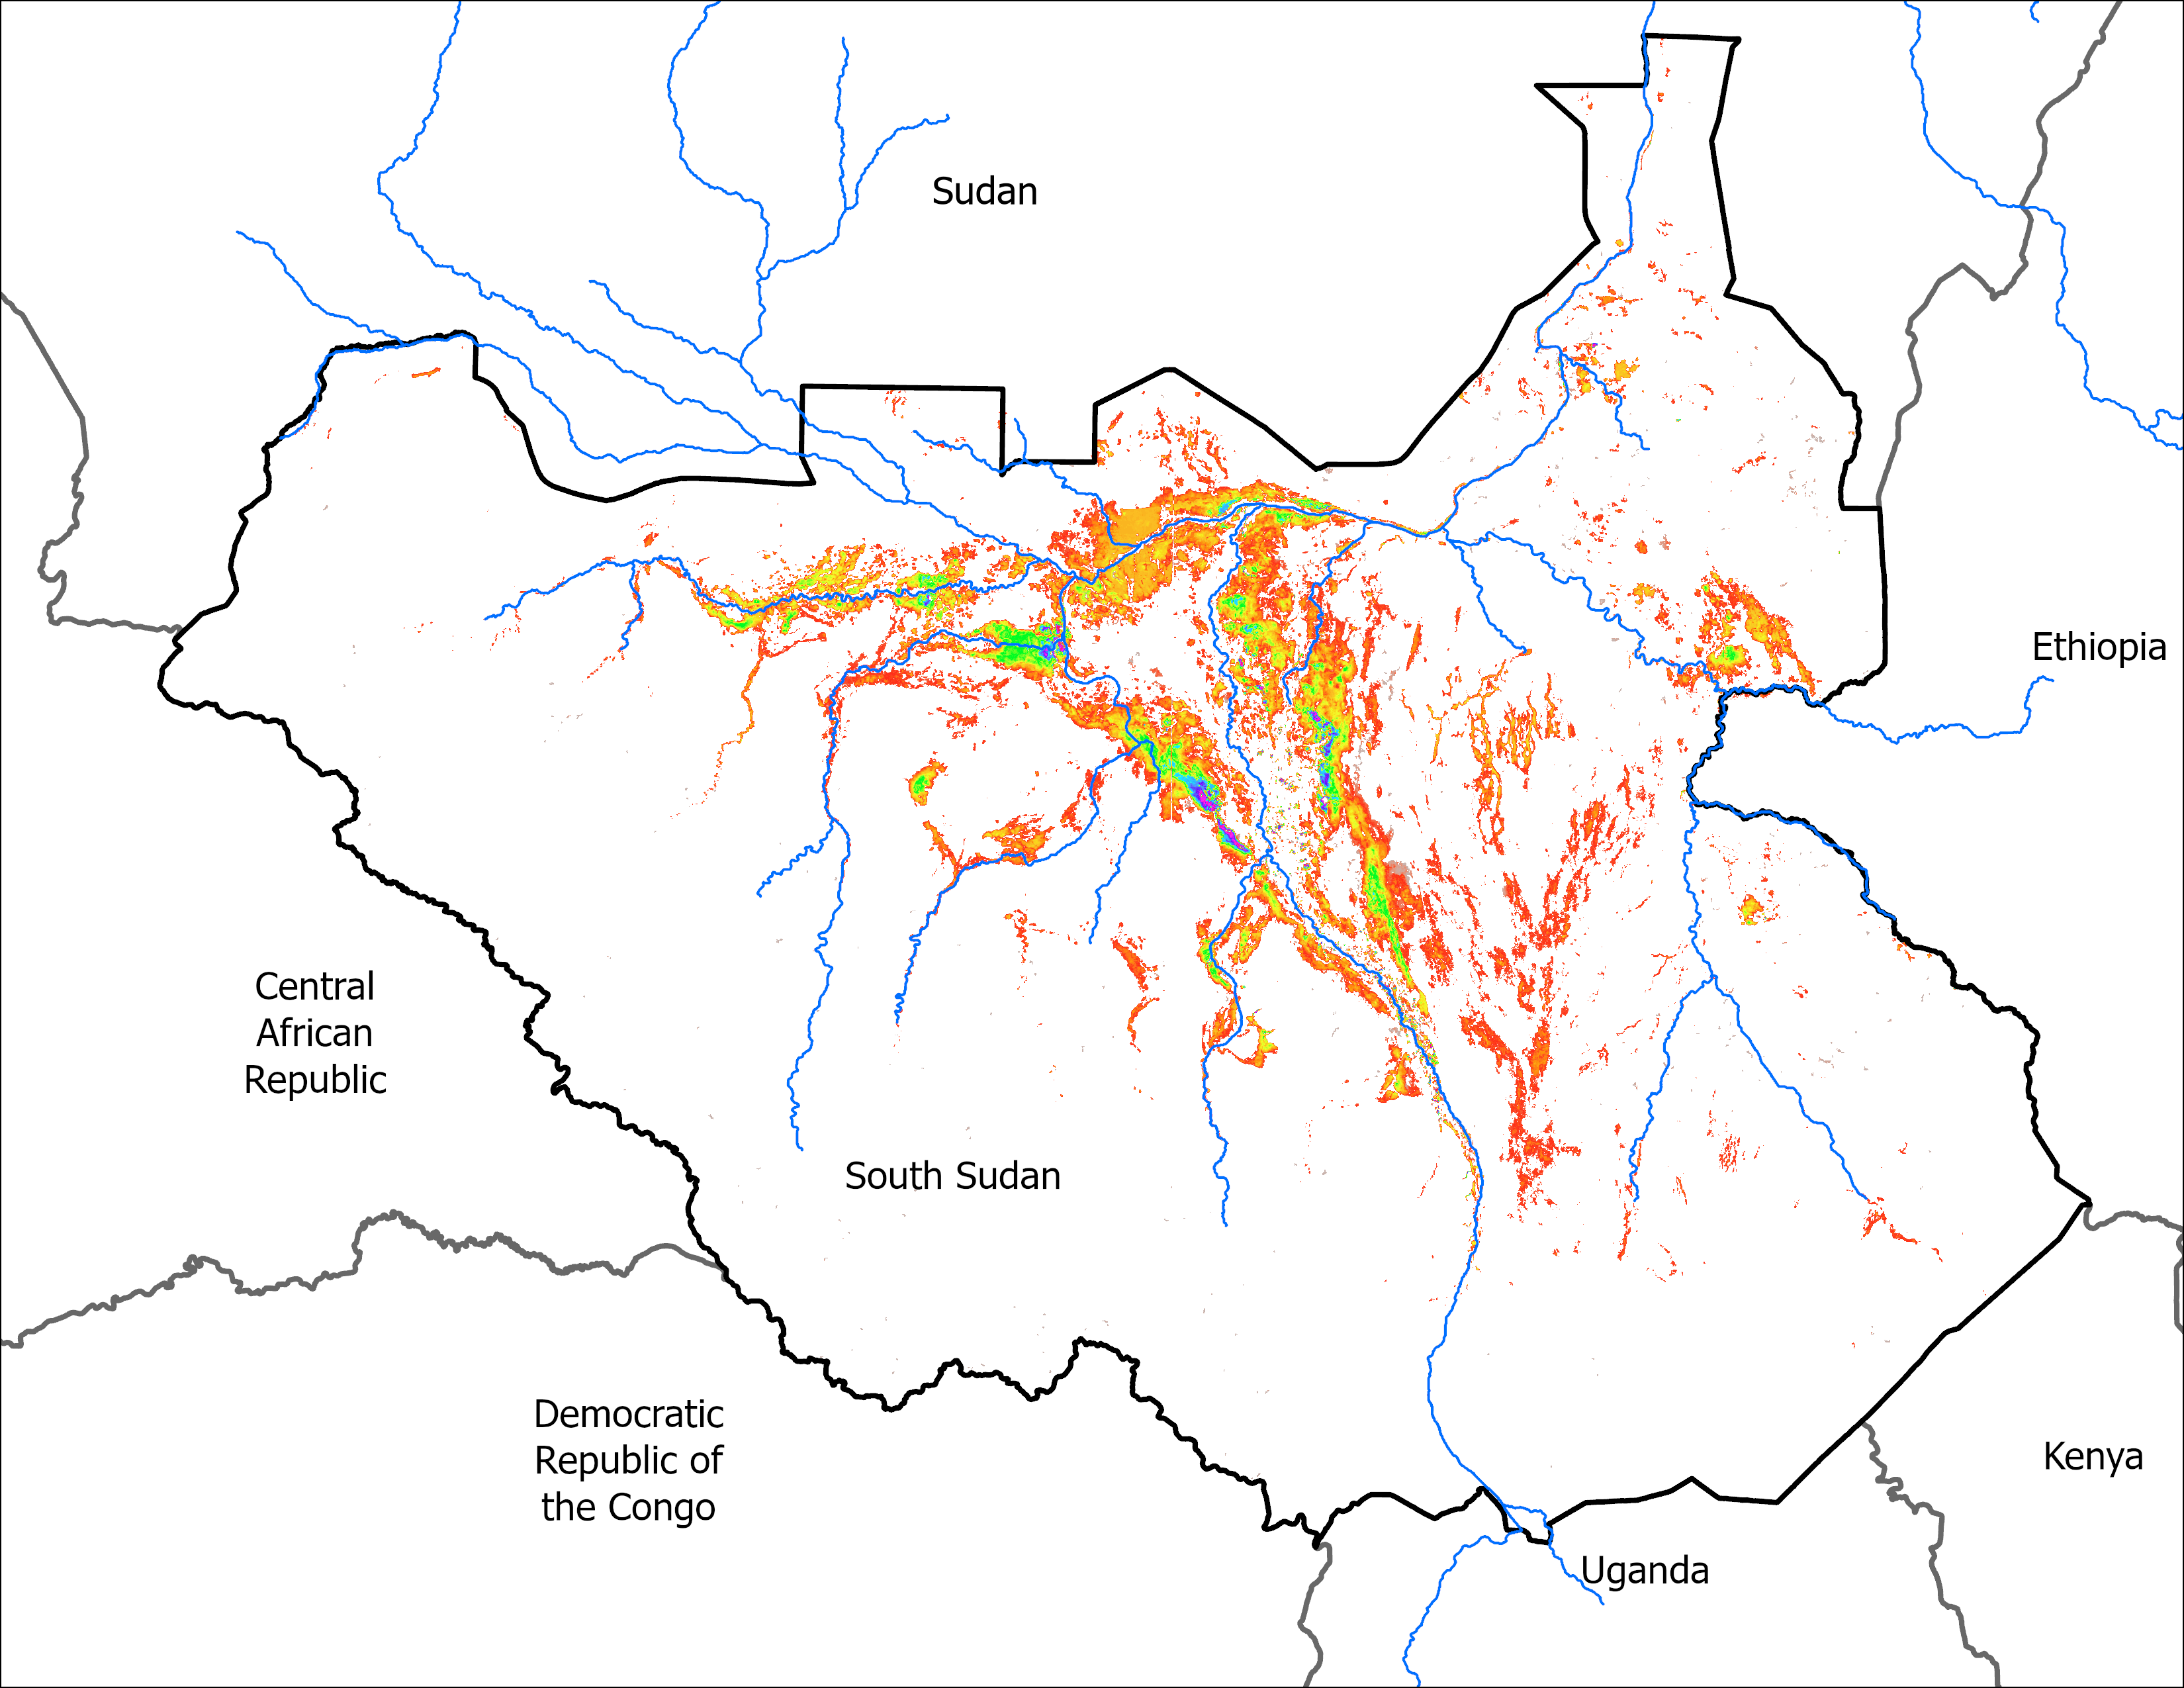 Sudan
Ethiopia
Central
African
Republic
South Sudan
Democratic
Republic of
the Congo
Kenya
Uganda